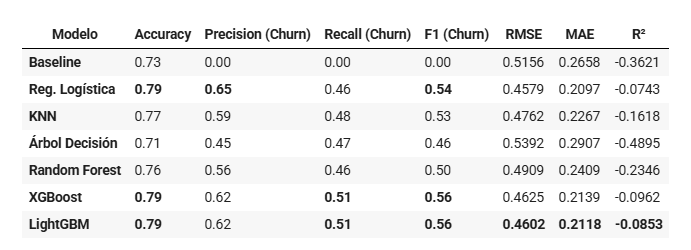 Modelo Accuracy Precision (Churn) Recall (Churn) F1 (Churn) RMSE MAE R²
Baseline 0.73 0.00 0.00 0.00 0.5156 0.2658 -0.3621
Reg. Logística 0.79 0.65 0.46 0.54 0.4579 0.2097 -0.0743
KNN 0.77 0.59 0.48 0.53 0.4762 0.2267 -0.1618
Árbol Decisión 0.71 0.45 0.47 0.46 0.5392 0.2907 -0.4895
Random Forest 0.76 0.56 0.46 0.50 0.4909 0.2409 -0.2346
XGBoost 0.79 0.62 0.51 0.56 0.4625 0.2139 -0.0962
LightGBM 0.79 0.62 0.51 0.56 0.4602 0.2118 -0.0853